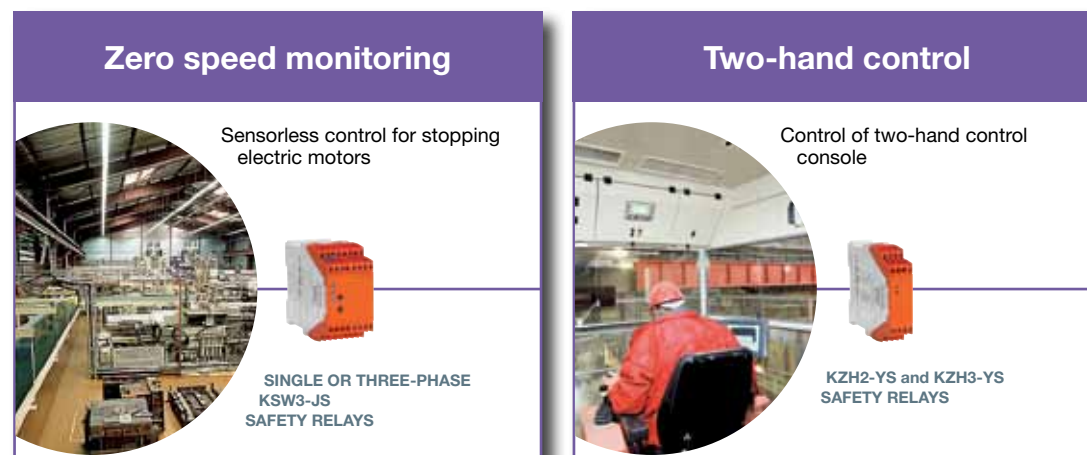 Zero speed monitoring
Sensorless control for stopping
electric motors
SINGLE OR THREE-PHASE
KSW3-JS
SAFETY RELAYS
Two-hand control
Control of two-hand control
console
KZH2-YS and KZH3-YS
SAFETY RELAYS